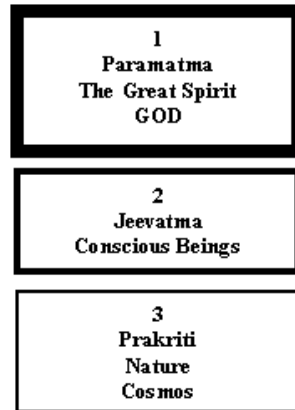 1
Paramatma
The Great Spirit
GOD
2
Jeevatma
Conscious Beings
3
Prakriti
Nature
Cosmos